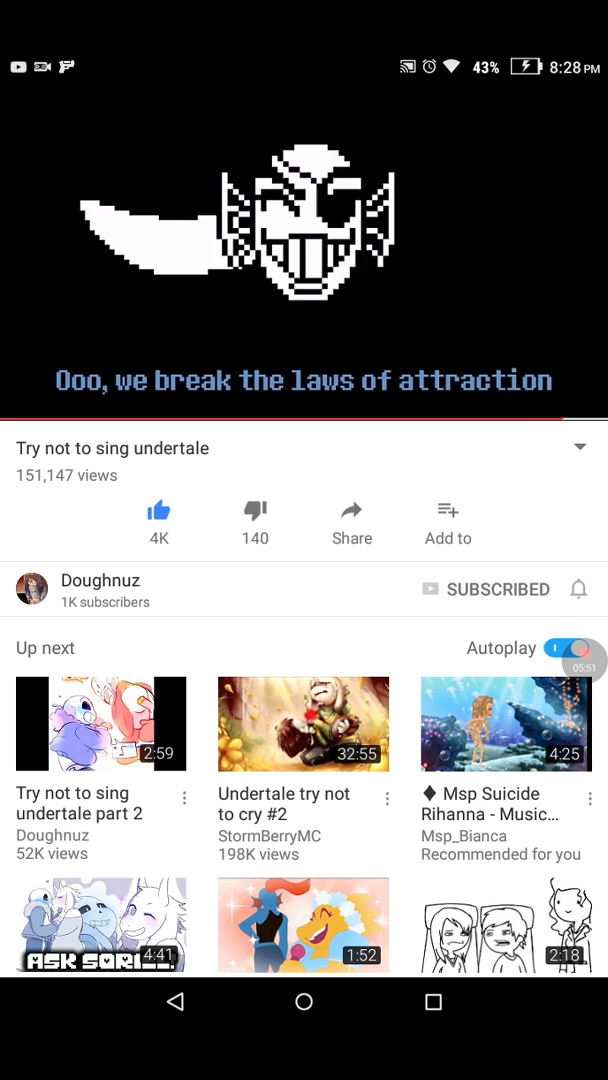 43% 8:28 PM
Ooo, we break the laws of attraction
Try not to sing undertale
151,147 views
4K 140 Share Add to
Doughnuz
1K subscribers
SUBSCRIBED
Up next
Autoplay
05:51
2:59 32:55 4:25
Try not to sing
undertale part 2
Doughnuz
52K views
Undertale try not
to cry #2
StormBerryMC
198K views
♦ Msp Suicide
Rihanna - Music...
Msp_Bianca
Recommended for you
4:41 1:52 2:18